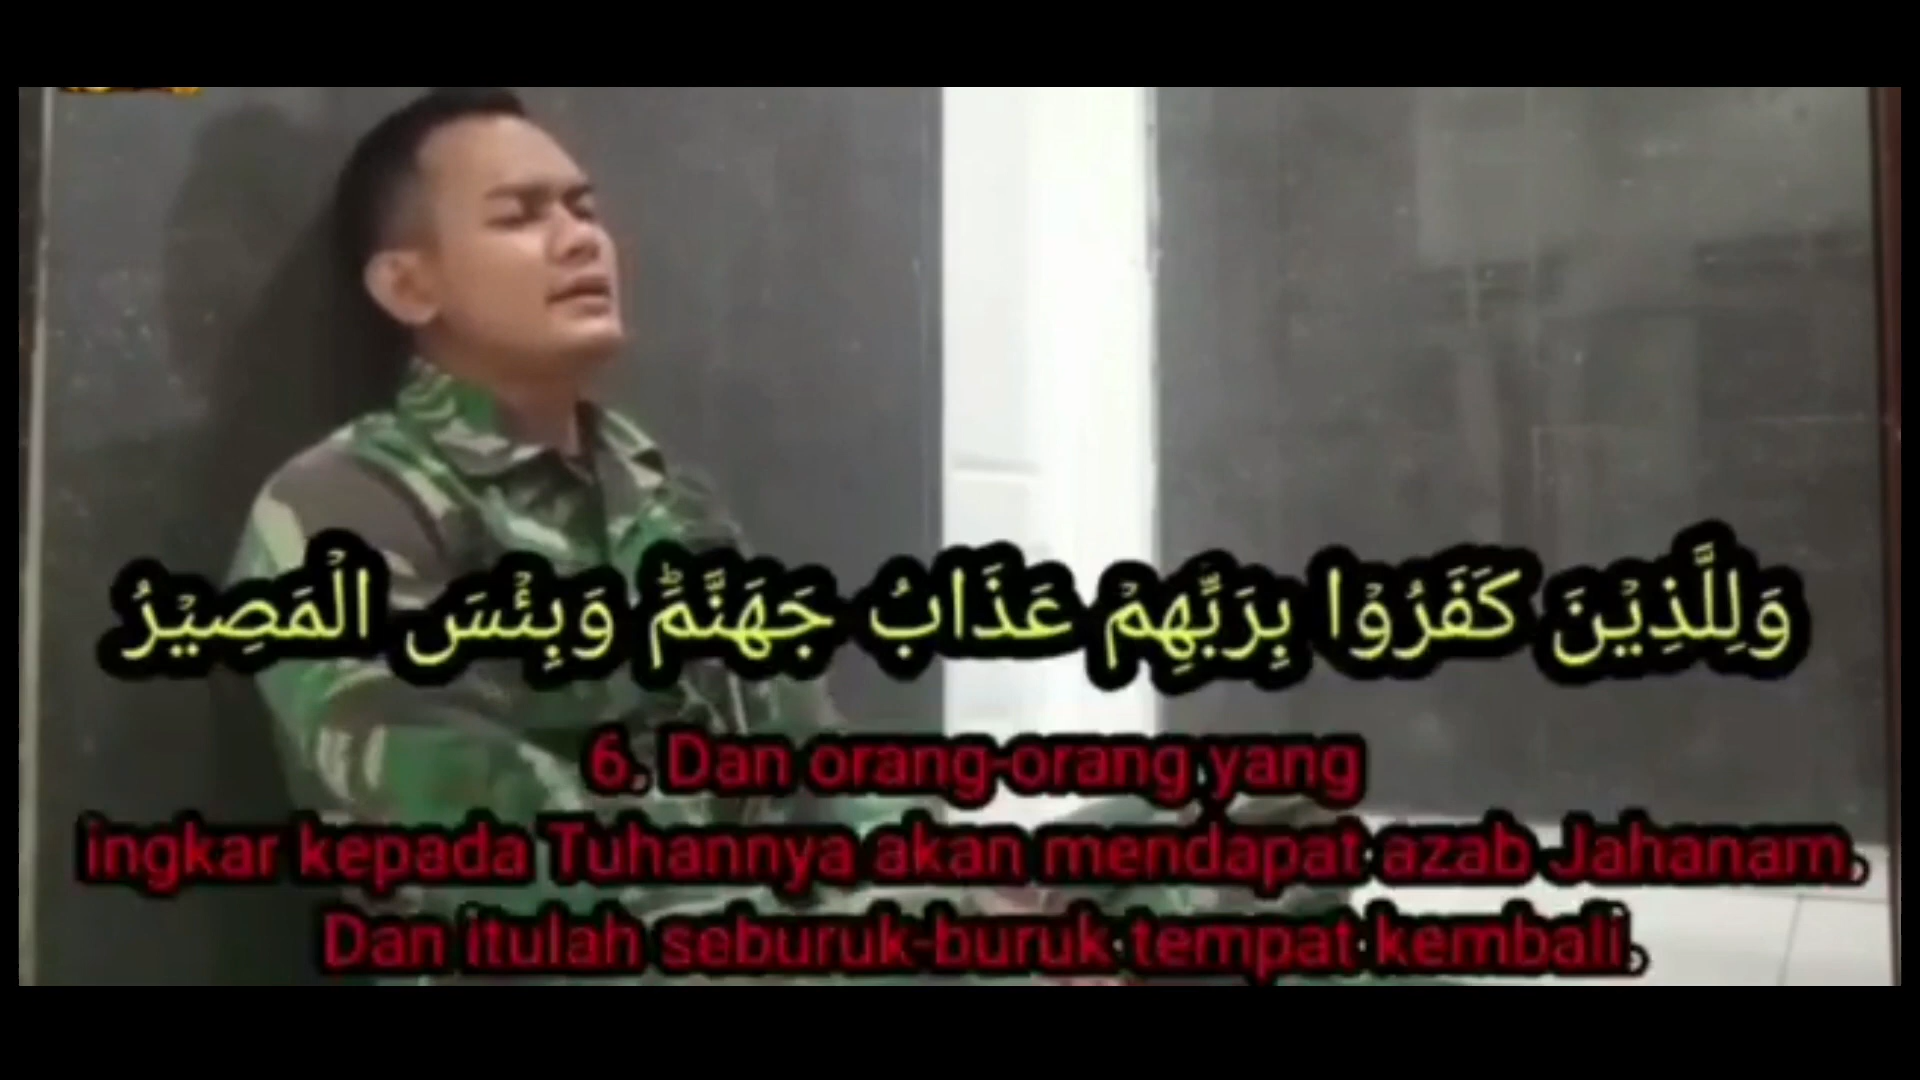 وَلِلَّذِيْنَ كَفَرُوْا بِرَبِّهِمْ عَذَابُ جَهَنَّمَۗ وَبِئْسَ الْمَصِيْرُ
6. Dan orang-orang yang
ingkar kepada Tuhannya akan mendapat azab Jahanam,
Dan itulah seburuk-buruk tempat kembali,